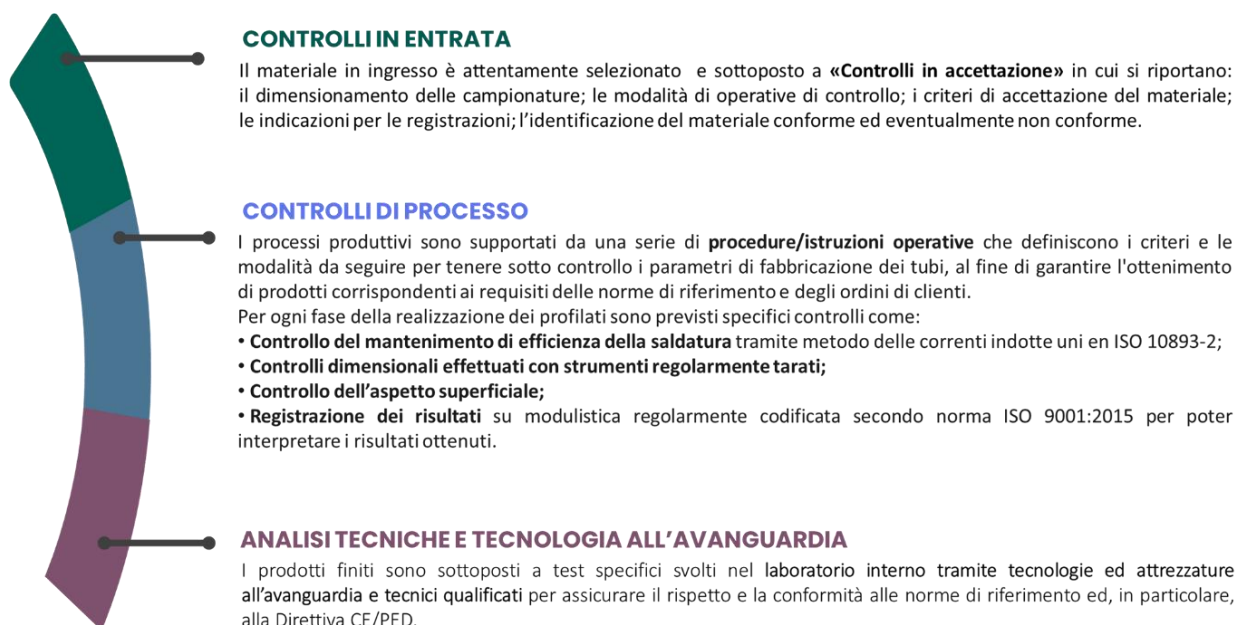 CONTROLLI IN ENTRATA
Il materiale in ingresso è attentamente selezionato e sottoposto a «Controlli in accettazione» in cui si riportano:
il dimensionamento delle campionature; le modalità di operative di controllo; i criteri di accettazione del materiale;
le indicazioni per le registrazioni; l’identificazione del materiale conforme ed eventualmente non conforme.
CONTROLLI DI PROCESSO
I processi produttivi sono supportati da una serie di procedure/istruzioni operative che definiscono i criteri e le
modalità da seguire per tenere sotto controllo i parametri di fabbricazione dei tubi, al fine di garantire l'ottenimento
di prodotti corrispondenti ai requisiti delle norme di riferimento e degli ordini di clienti.
Per ogni fase della realizzazione dei profilati sono previsti specifici controlli come:
• Controllo del mantenimento di efficienza della saldatura tramite metodo delle correnti indotte uni en ISO 10893-2;
• Controlli dimensionali effettuati con strumenti regolarmente tarati;
• Controllo dell’aspetto superficiale;
• Registrazione dei risultati su modulistica regolarmente codificata secondo norma ISO 9001:2015 per poter
interpretare i risultati ottenuti.
ANALISI TECNICHE E TECNOLOGIA ALL’AVANGUARDIA
I prodotti finiti sono sottoposti a test specifici svolti nel laboratorio interno tramite tecnologie ed attrezzature
all’avanguardia e tecnici qualificati per assicurare il rispetto e la conformità alle norme di riferimento ed, in particolare,
alla Direttiva CE/PED.